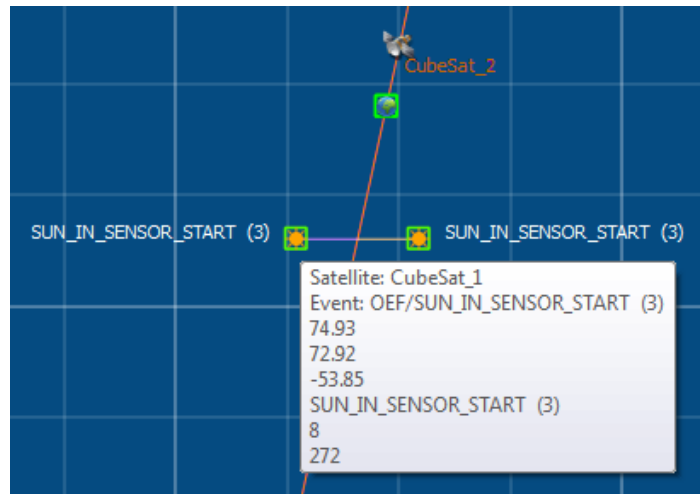 CubeSat_2
SUN_IN_SENSOR_START (3)
SUN_IN_SENSOR_START (3)
Satellite: CubeSat_1
Event: OEF/SUN_IN_SENSOR_START (3)
74.93
72.92
-53.85
SUN_IN_SENSOR_START (3)
8
272